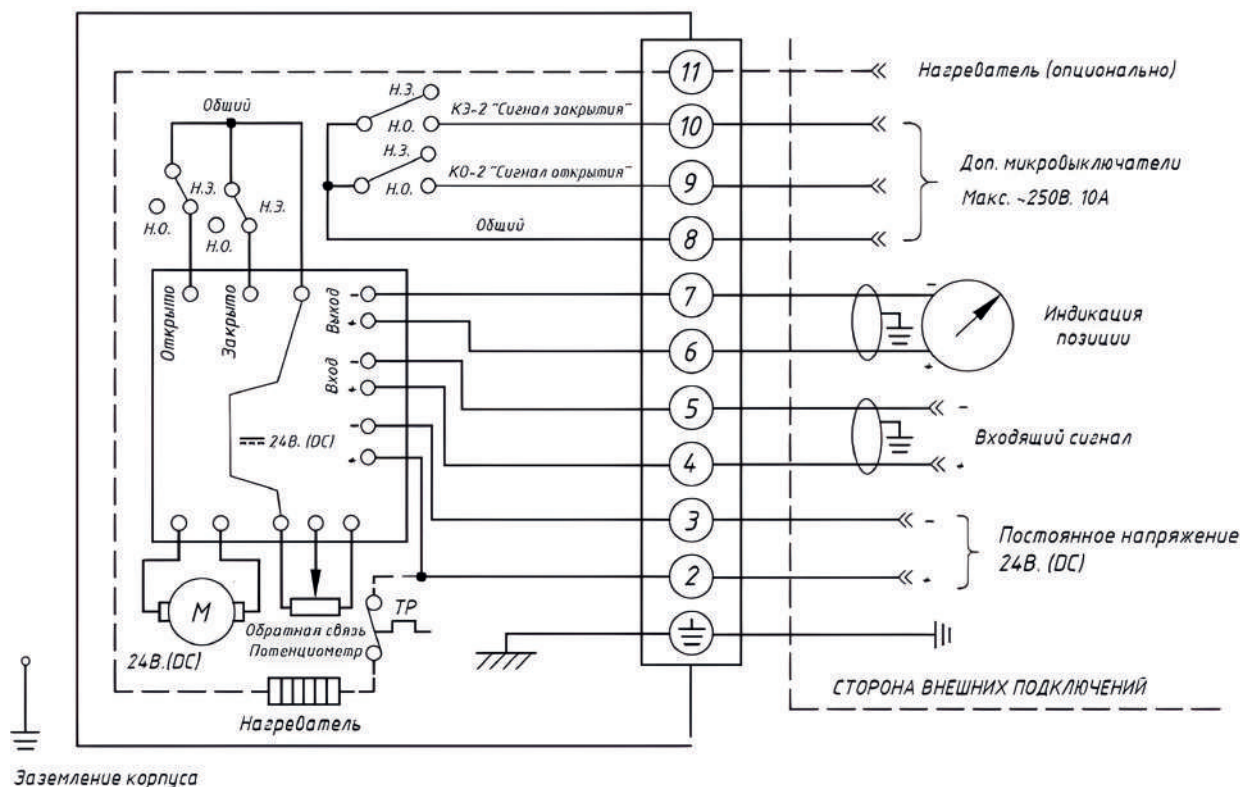 11
Нагреватель (опционально)
Общий
Н.З.
КЗ-2 "Сигнал закрытия"
Н.О.
10
Н.З.
КО-2 "Сигнал открытия"
Н.О.
9
Доп. микровыключатели
Макс. ~250В. 10А
Н.З.
Н.З.
Н.О.
Н.О.
Общий
8
Открыто
Закрыто
-
Выход
+
7
-
6
+
Индикация
позиции
-
Вход
+
5
-
Входящий сигнал
4
+
24В. (DC)
-
+
3
-
Постоянное напряжение
24В. (DC)
2
+
М
ТР
Обратная связь
Потенциометр
24В.(DC)
Нагреватель
СТОРОНА ВНЕШНИХ ПОДКЛЮЧЕНИЙ
Заземление корпуса